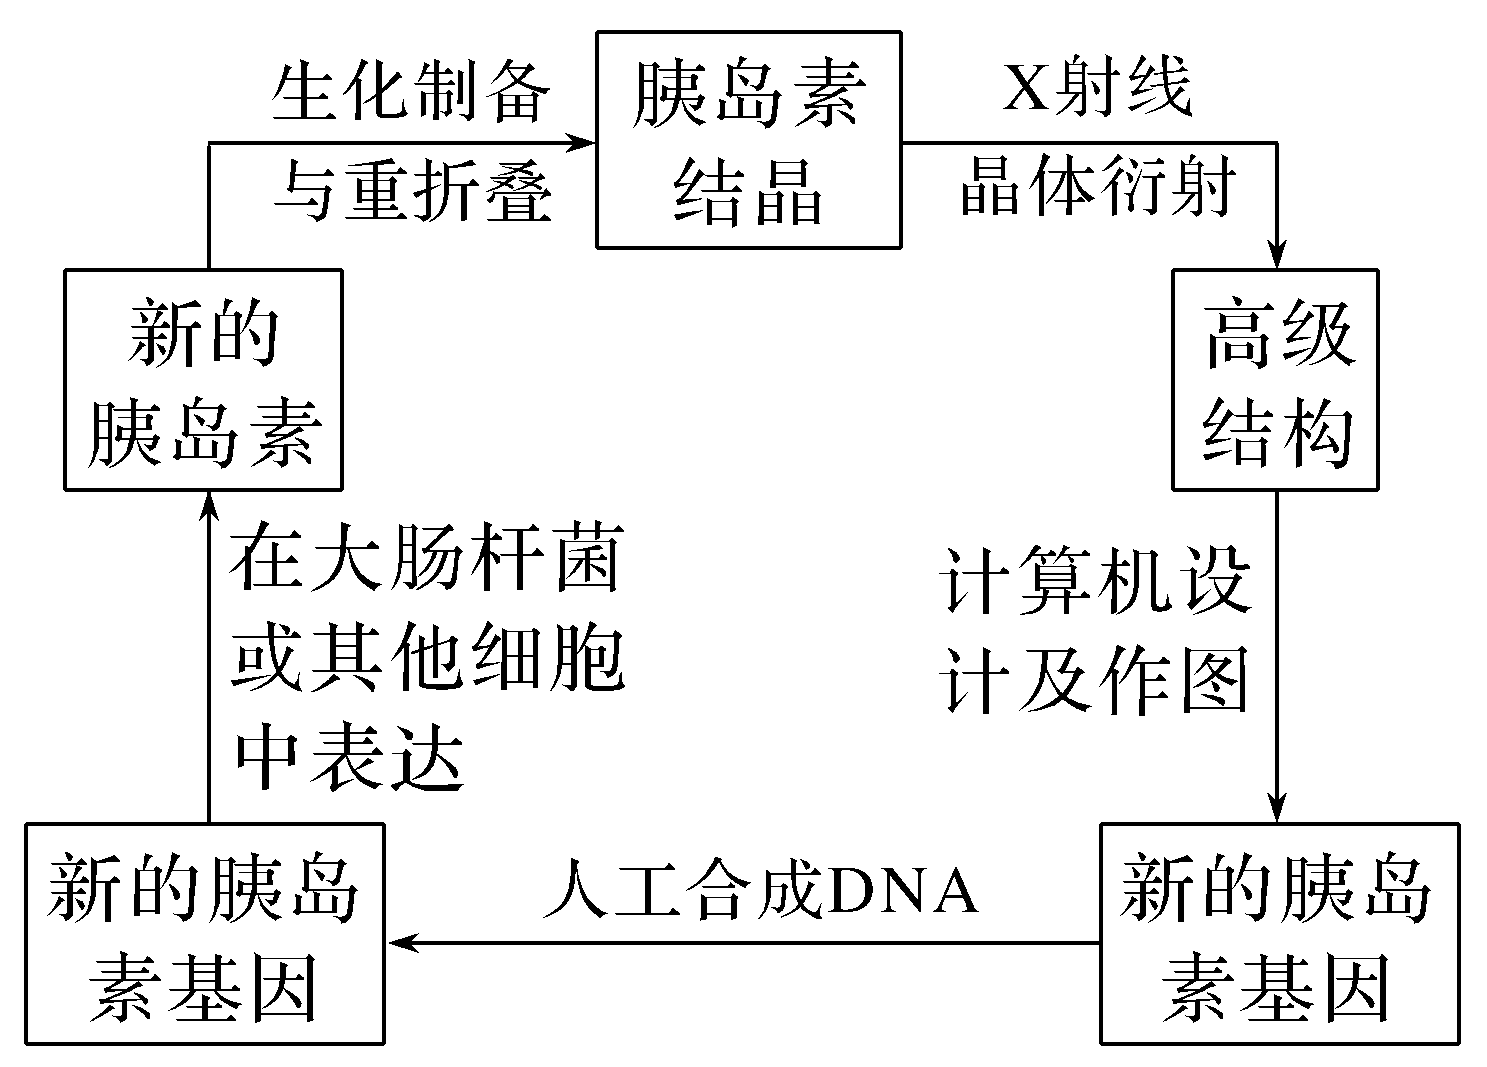 生化制备
与重折叠
胰岛素
结晶
X射线
晶体衍射
新的
胰岛素
高级
结构
在大肠杆菌
或其他细胞
中表达
计算机设
计及作图
新的胰岛
素基因
人工合成DNA
新的胰岛
素基因